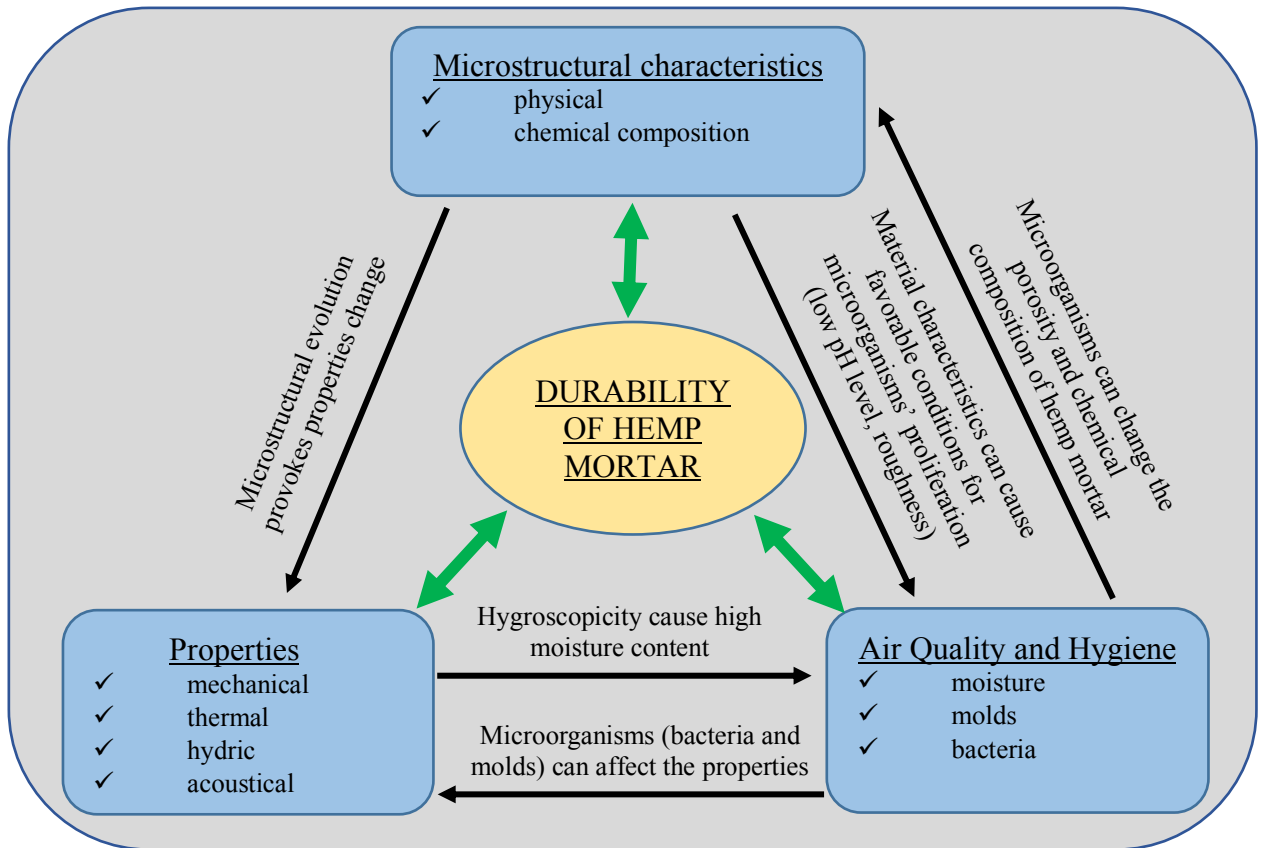 Microstructural characteristics
✓ physical
✓ chemical composition
Microstructural evolution
provokes properties change
Material characteristics can cause
favorable conditions for
microorganisms’ proliferation
(low pH level, roughness)
Microorganisms can change the
porosity and chemical
composition of hemp mortar
DURABILITY
OF HEMP
MORTAR
Properties
✓ mechanical
✓ thermal
✓ hydric
✓ acoustical
Hygroscopicity cause high
moisture content
Microorganisms (bacteria and
molds) can affect the properties
Air Quality and Hygiene
✓ moisture
✓ molds
✓ bacteria